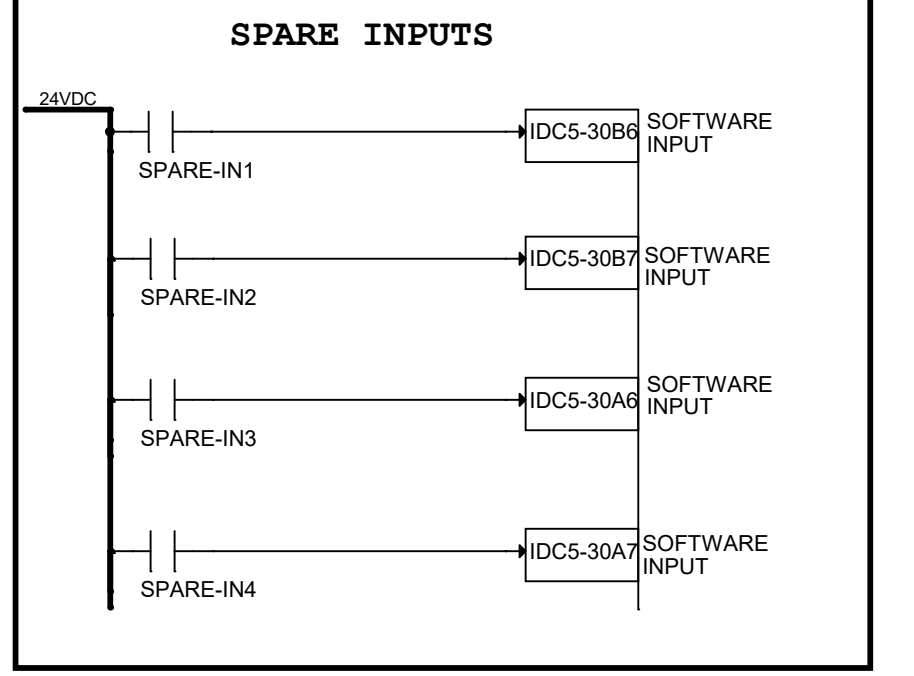 SPARE INPUTS
24VDC
IDC5-30B6
SOFTWARE
INPUT
SPARE-IN1
IDC5-30B7
SOFTWARE
INPUT
SPARE-IN2
IDC5-30A6
SOFTWARE
INPUT
SPARE-IN3
IDC5-30A7
SOFTWARE
INPUT
SPARE-IN4